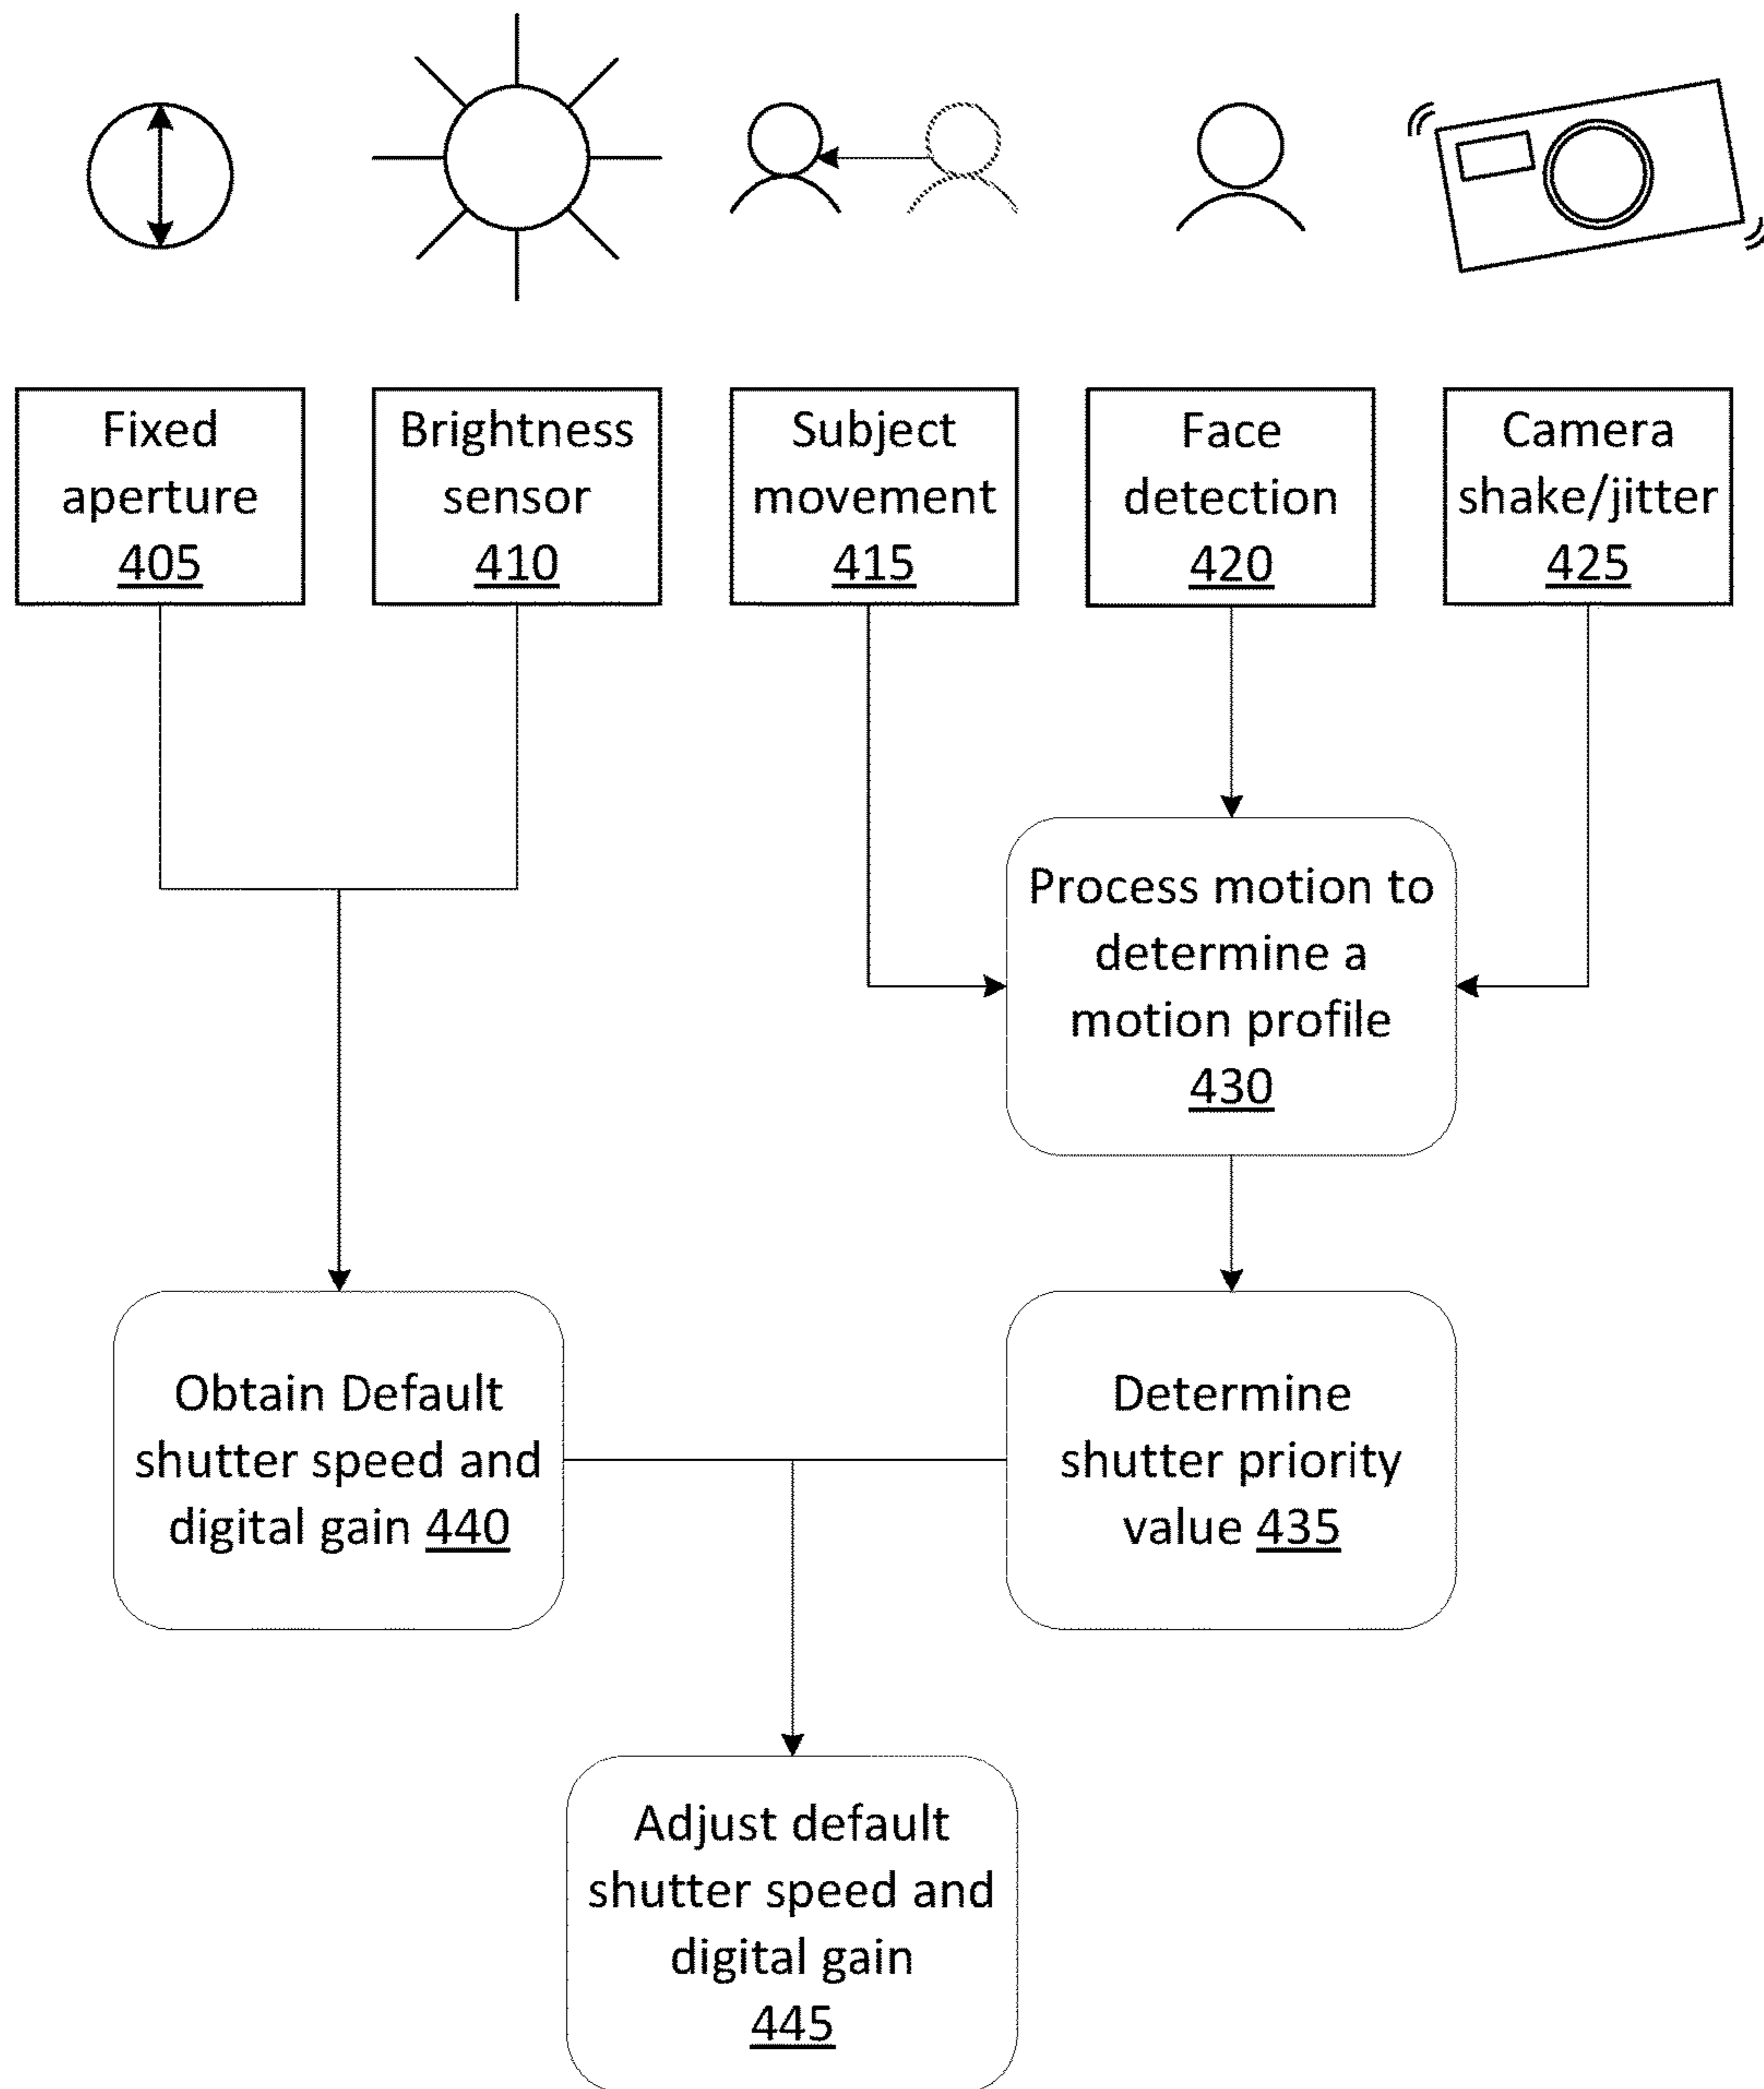 Fixed
aperture
405
Brightness
sensor
410
Subject
movement
415
Face
detection
420
Camera
shake/jitter
425
Process motion to
determine a
motion profile
430
Obtain Default
shutter speed and
digital gain 440
Determine
shutter priority
value 435
Adjust default
shutter speed and
digital gain
445